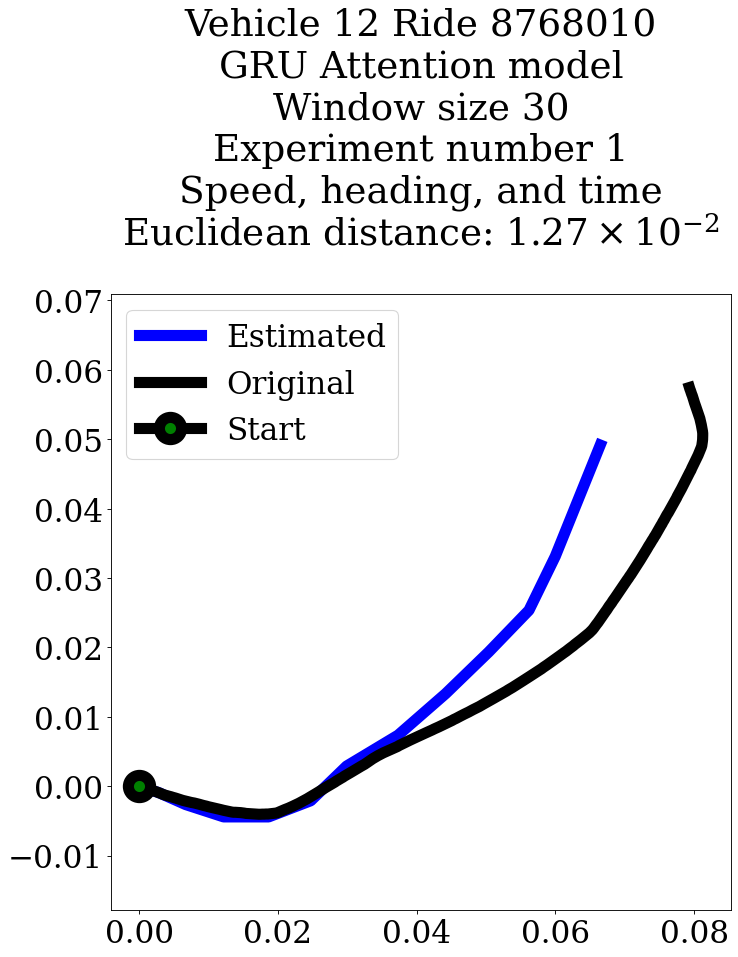 Vehicle 12 Ride 8768010
GRU Attention model
Window size 30
Experiment number 1
Speed, heading, and time
Euclidean distance: 1.27 × 10⁻²
0.07
0.06
0.05
0.04
0.03
0.02
0.01
0.00
−0.01
Estimated
Original
Start
0.00 0.02 0.04 0.06 0.08